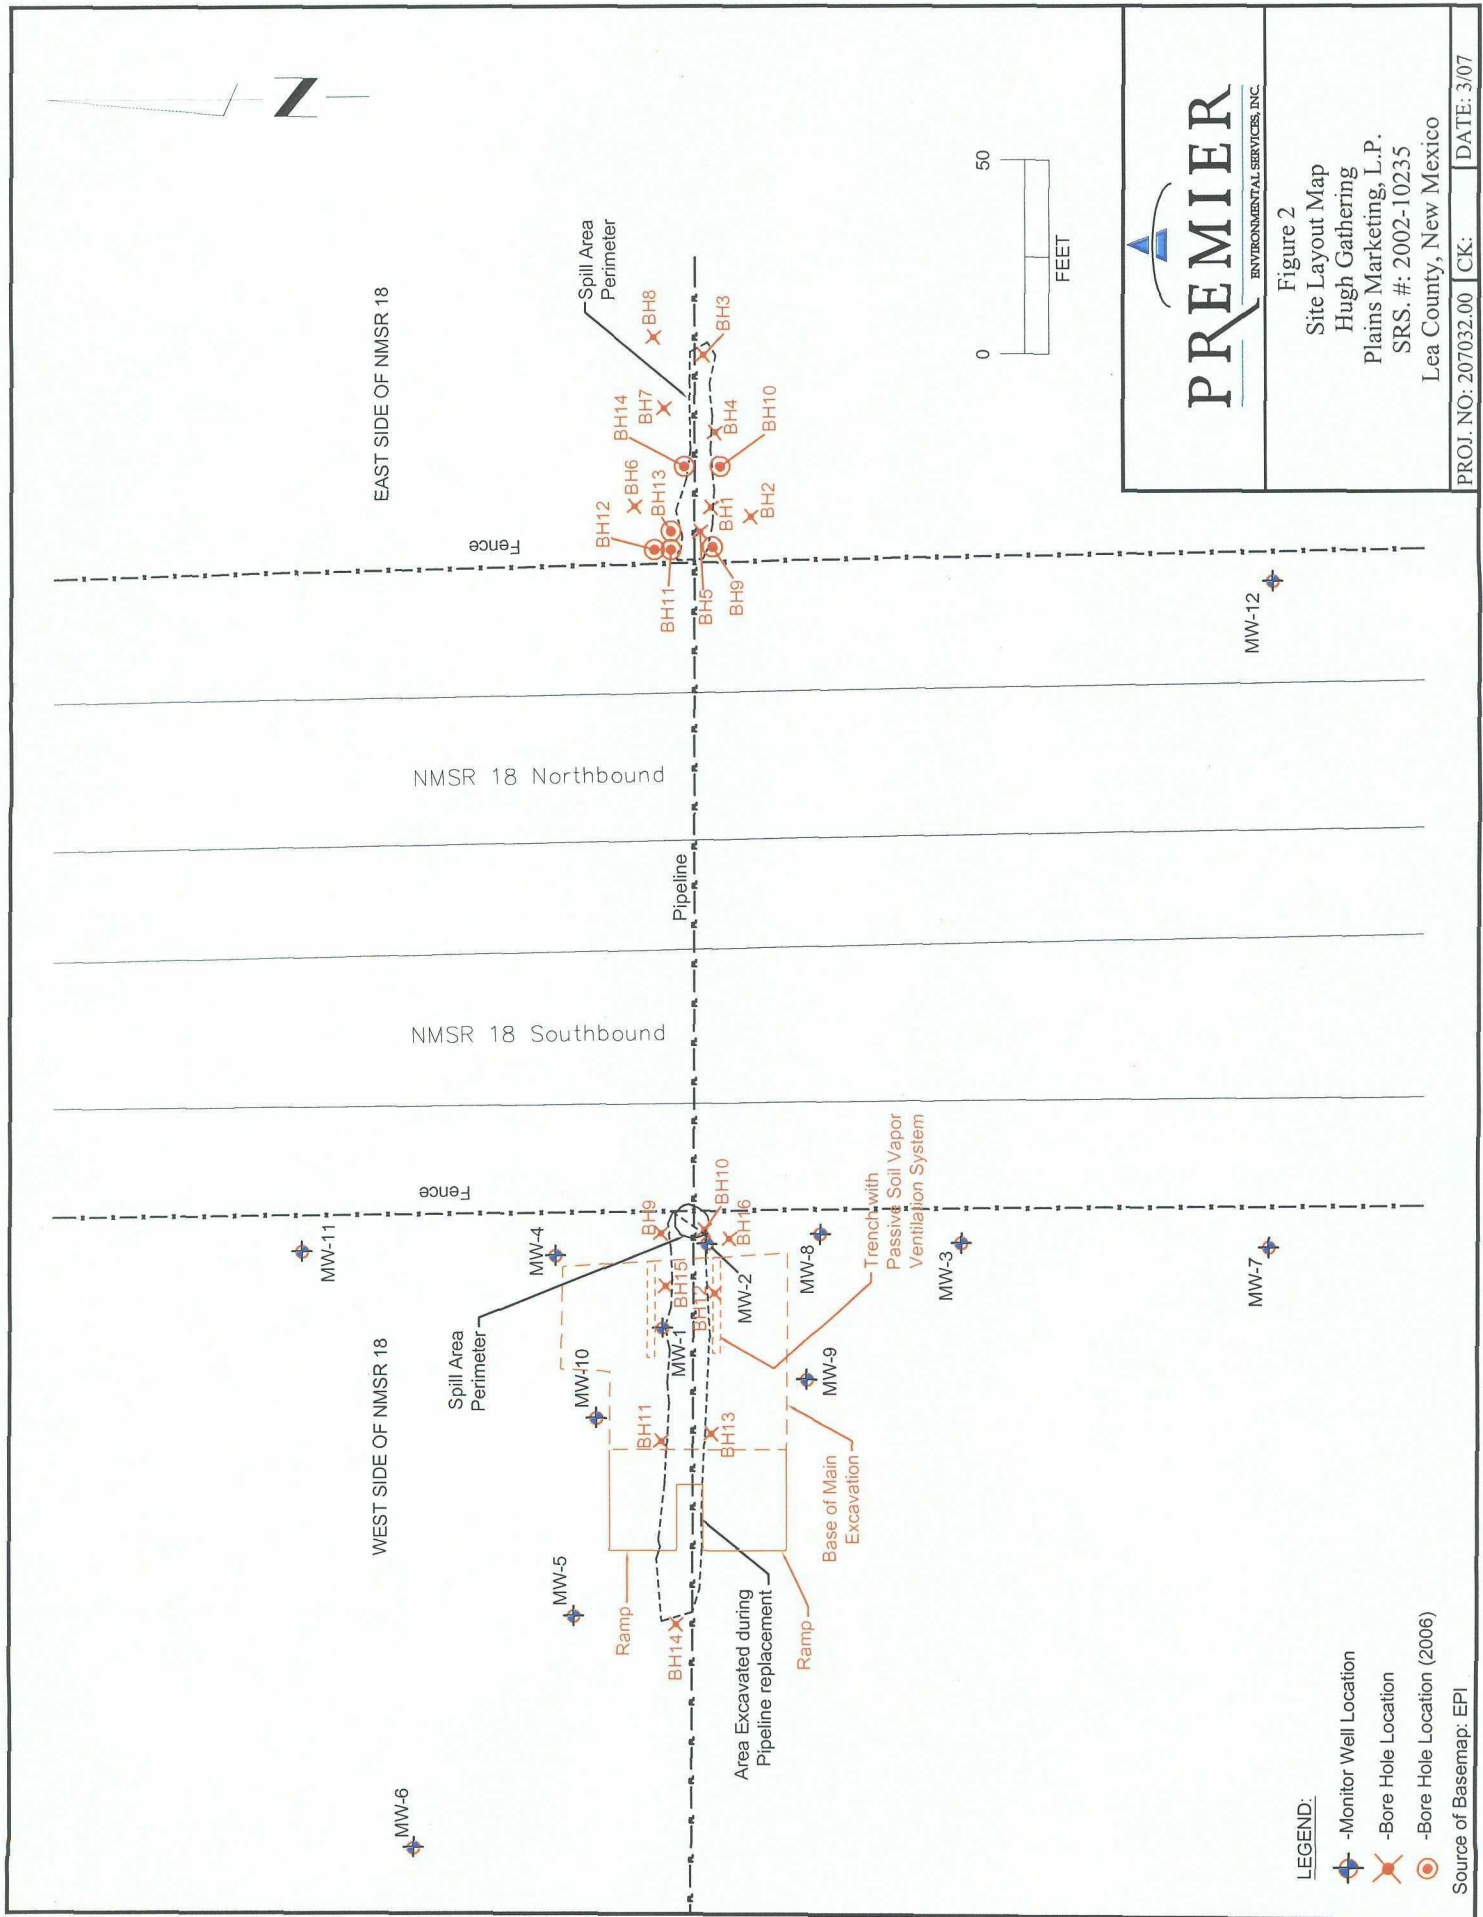 N
WEST SIDE OF NMSR 18
EAST SIDE OF NMSR 18
MW-6
MW-5
MW-10
MW-4
MW-11
Fence
NMSR 18 Southbound
NMSR 18 Northbound
Fence
Spill Area
Perimeter
Ramp
BH14
BH11
MW-1
BH15
BH9
BH12
BH13
BH10
BH16
MW-2
MW-8
MW-9
MW-3
MW-7
Pipeline
Area Excavated during
Pipeline replacement
Ramp
Base of Main
Excavation
Trench with
Passive Soil Vapor
Ventilation System
BH12
BH6
BH13
BH14
BH7
BH8
Spill Area
Perimeter
BH11
BH5
BH9
BH1
BH2
BH4
BH10
BH3
MW-12
0
50
FEET
LEGEND:
-Monitor Well Location
-Bore Hole Location
-Bore Hole Location (2006)
Source of Basemap: EPI
PREMIER
ENVIRONMENTAL SERVICES, INC.
Figure 2
Site Layout Map
Hugh Gathering
Plains Marketing, L.P.
SRS. #: 2002-10235
Lea County, New Mexico
PROJ. NO: 207032.00
CK:
DATE: 3/07